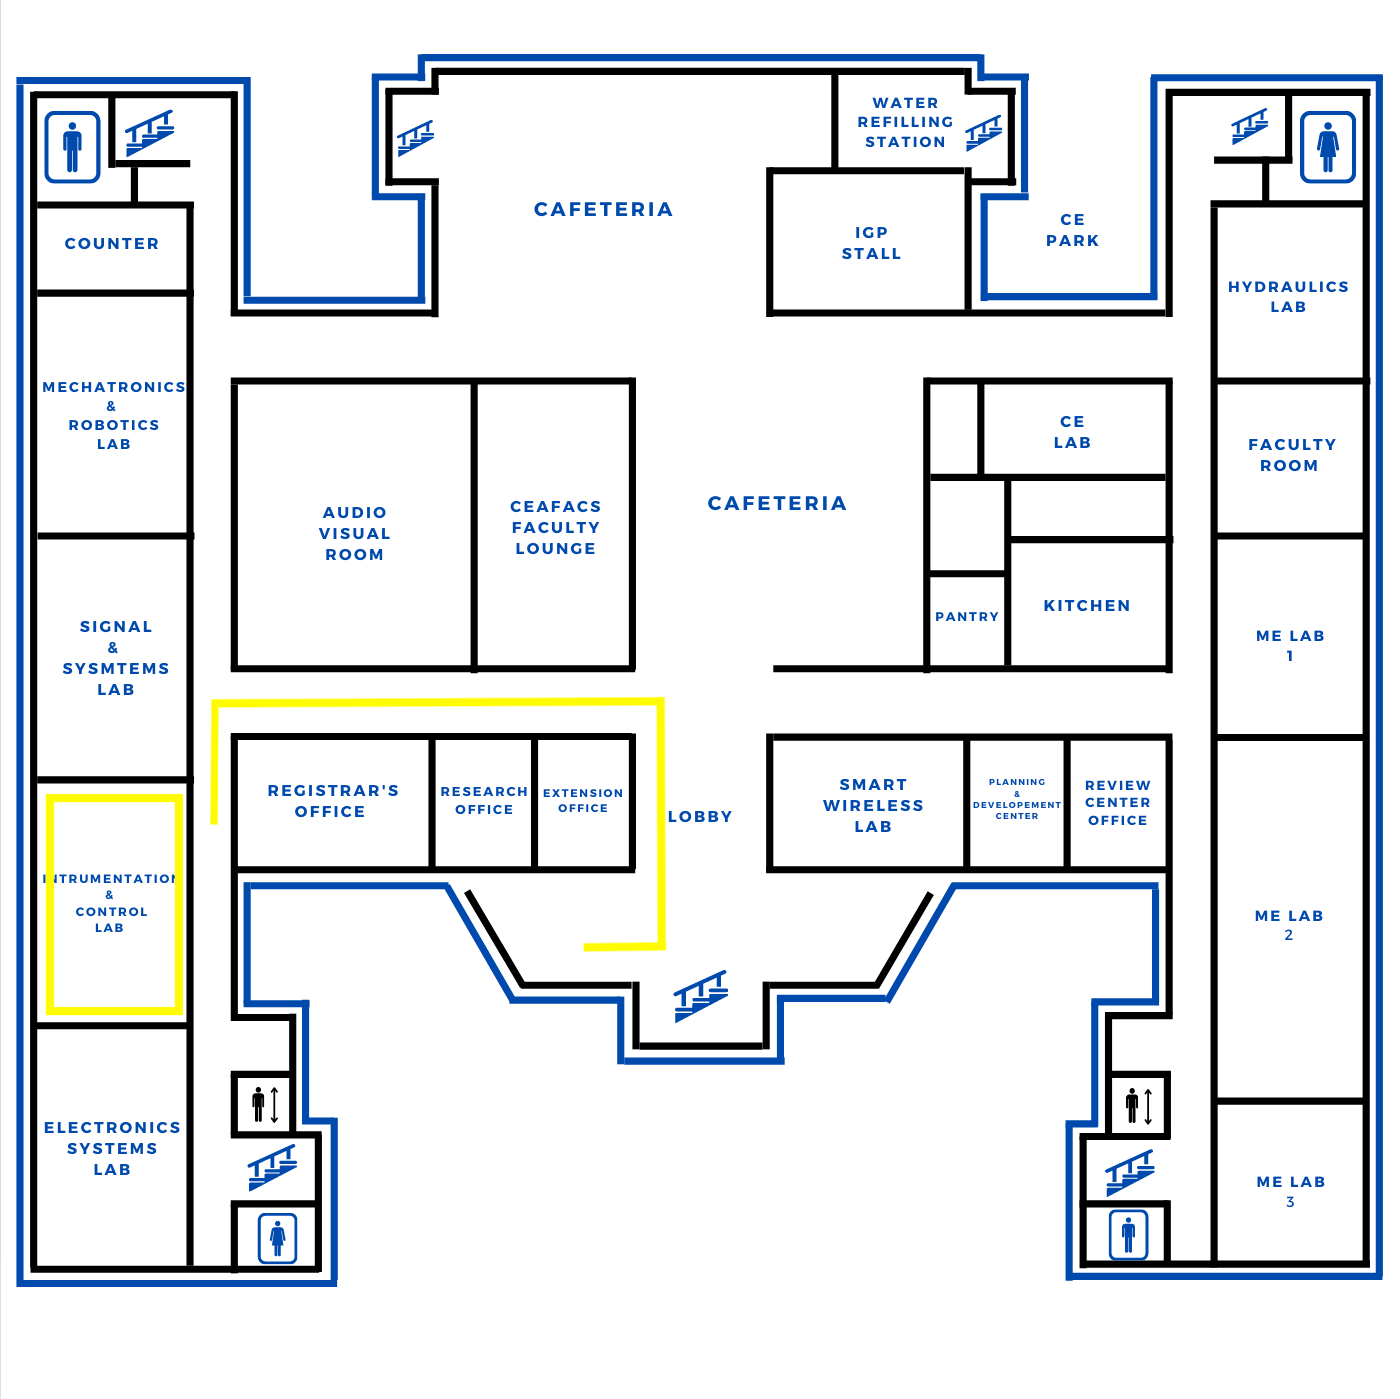 WATER
REFILLING
STATION
CAFETERIA
IGP
STALL
CE
PARK
COUNTER
HYDRAULICS
LAB
MECHATRONICS
&
ROBOTICS
LAB
CE
LAB
FACULTY
ROOM
AUDIO
VISUAL
ROOM
CEAFACS
FACULTY
LOUNGE
CAFETERIA
PANTRY
KITCHEN
SIGNAL
&
SYSMTEMS
LAB
ME LAB
1
REGISTRAR'S
OFFICE
RESEARCH
OFFICE
EXTENSION
OFFICE
LOBBY
SMART
WIRELESS
LAB
PLANNING
&
DEVELOPEMENT
CENTER
REVIEW
CENTER
OFFICE
INTRUMENTATION
&
CONTROL
LAB
ME LAB
2
ELECTRONICS
SYSTEMS
LAB
ME LAB
3